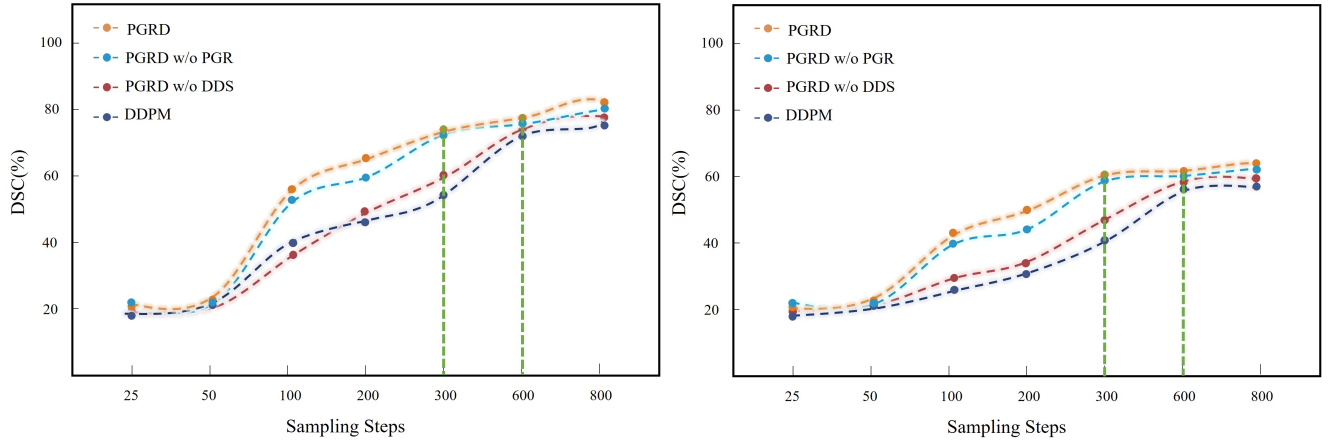 PGRD
PGRD w/o PGR
PGRD w/o DDS
DDPM
100
80
60
40
20
DSC(%)
25 50 100 200 300 600 800
Sampling Steps
PGRD
PGRD w/o PGR
PGRD w/o DDS
DDPM
100
80
60
40
20
DSC(%)
25 50 100 200 300 600 800
Sampling Steps